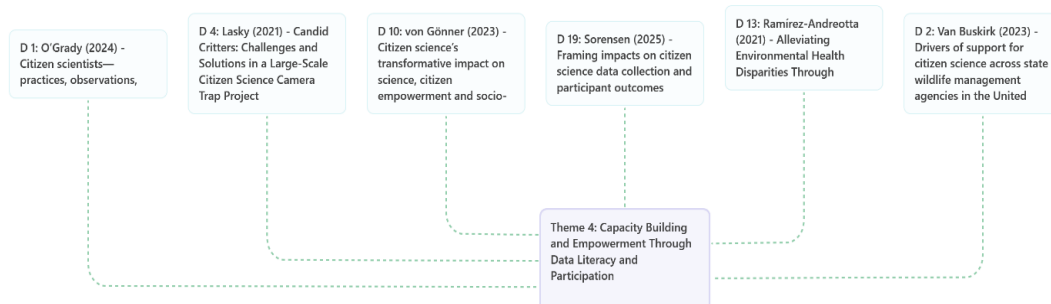 D 1: O’Grady (2024) -
Citizen scientists—
practices, observations,
D 4: Lasky (2021) - Candid
Critters: Challenges and
Solutions in a Large-Scale
Citizen Science Camera
Trap Project
D 10: von Gönner (2023) -
Citizen science's
transformative impact on
science, citizen
empowerment and socio-
D 19: Sorensen (2025) -
Framing impacts on citizen
science data collection and
participant outcomes
D 13: Ramírez-Andreotta
(2021) - Alleviating
Environmental Health
Disparities Through
D 2: Van Buskirk (2023) -
Drivers of support for
citizen science across state
wildlife management
agencies in the United
Theme 4: Capacity Building
and Empowerment Through
Data Literacy and
Participation